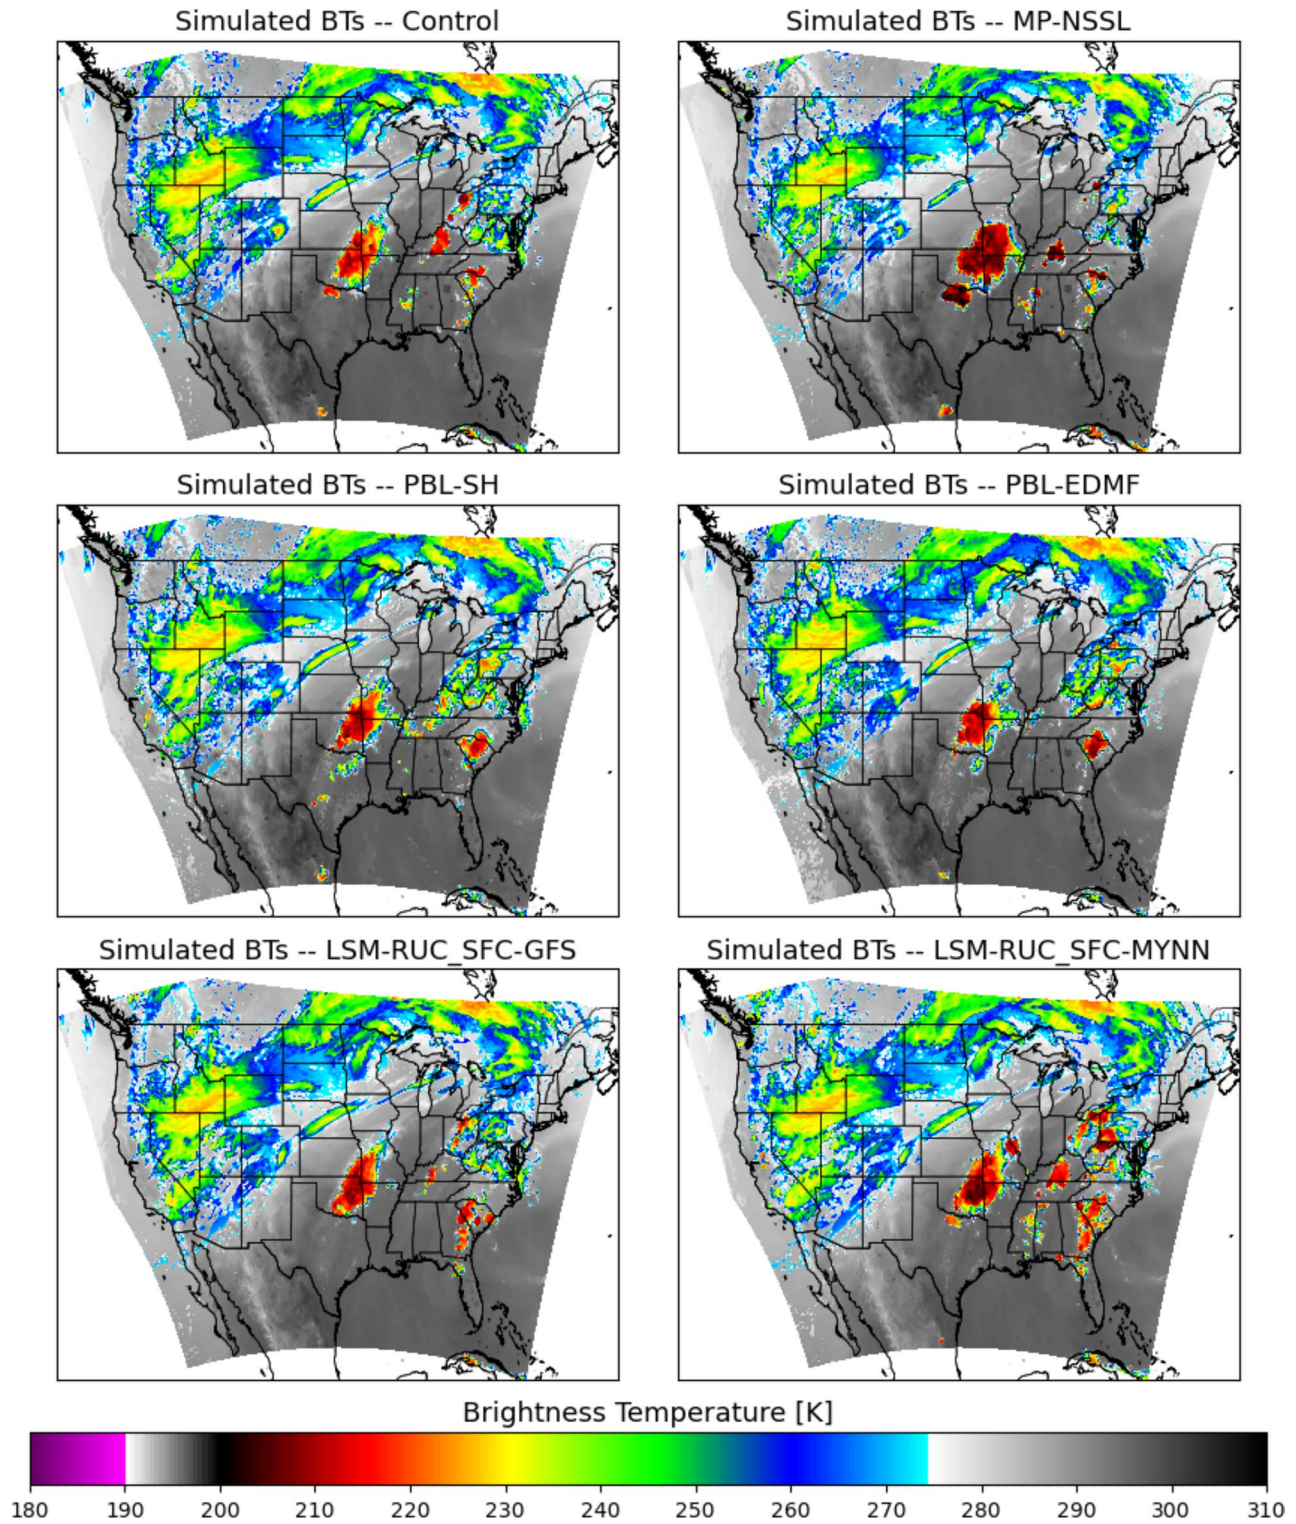 Simulated BTs -- Control
Simulated BTs -- MP-NSSL
Simulated BTs -- PBL-SH
Simulated BTs -- PBL-EDMF
Simulated BTs -- LSM-RUC_SFC-GFS
Simulated BTs -- LSM-RUC_SFC-MYNN
Brightness Temperature [K]
180 190 200 210 220 230 240 250 260 270 280 290 300 310